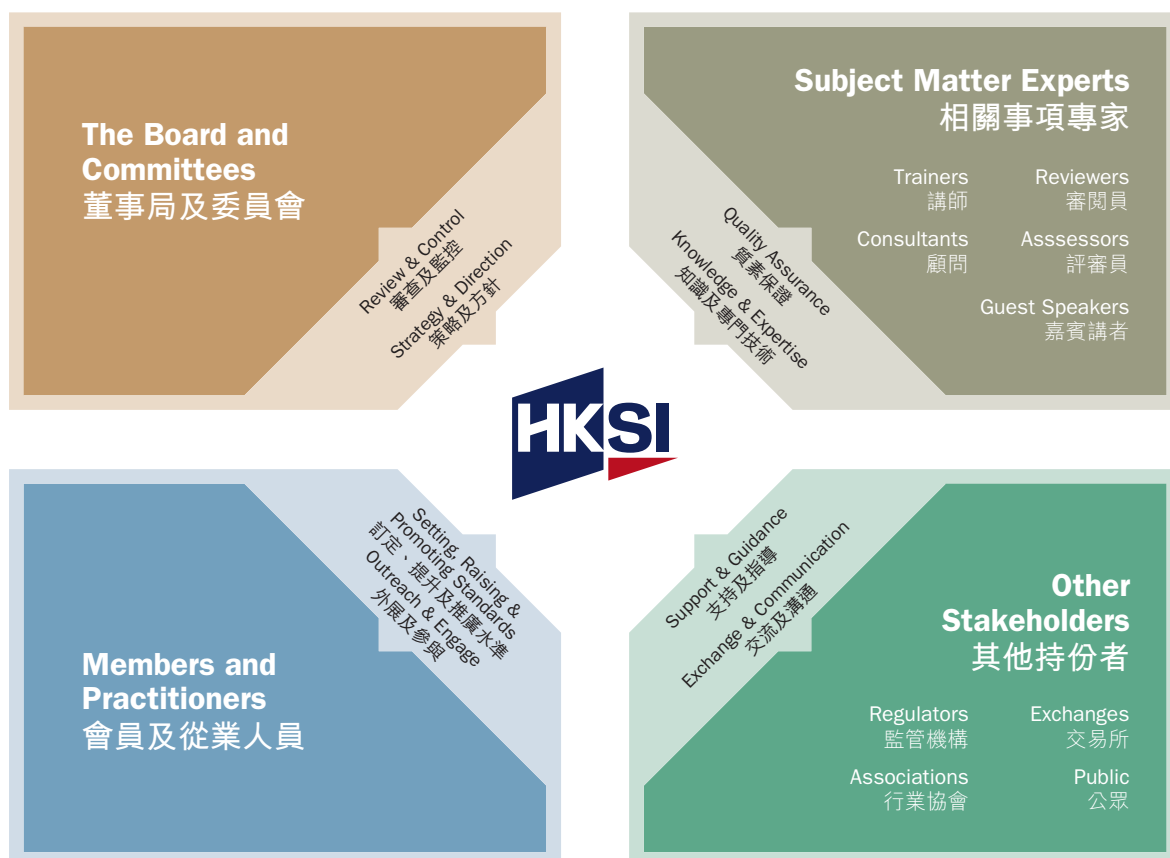 The Board and
Committees
董事局及委員會
Review & Control
審查及監控
Strategy & Direction
策略及方針
Subject Matter Experts
相關事項專家
Trainers
講師
Reviewers
審閱員
Consultants
顧問
Asssessors
評審員
Guest Speakers
嘉賓講者
Quality Assurance
質素保證
Knowledge & Expertise
知識及專門技術
HKSI
Setting, Raising &
Promoting Standards
訂定、提升及推廣水準
Outreach & Engage
外展及參與
Members and
Practitioners
會員及從業人員
Support & Guidance
支持及指導
Exchange & Communication
交流及溝通
Other
Stakeholders
其他持份者
Regulators
監管機構
Exchanges
交易所
Associations
行業協會
Public
公眾